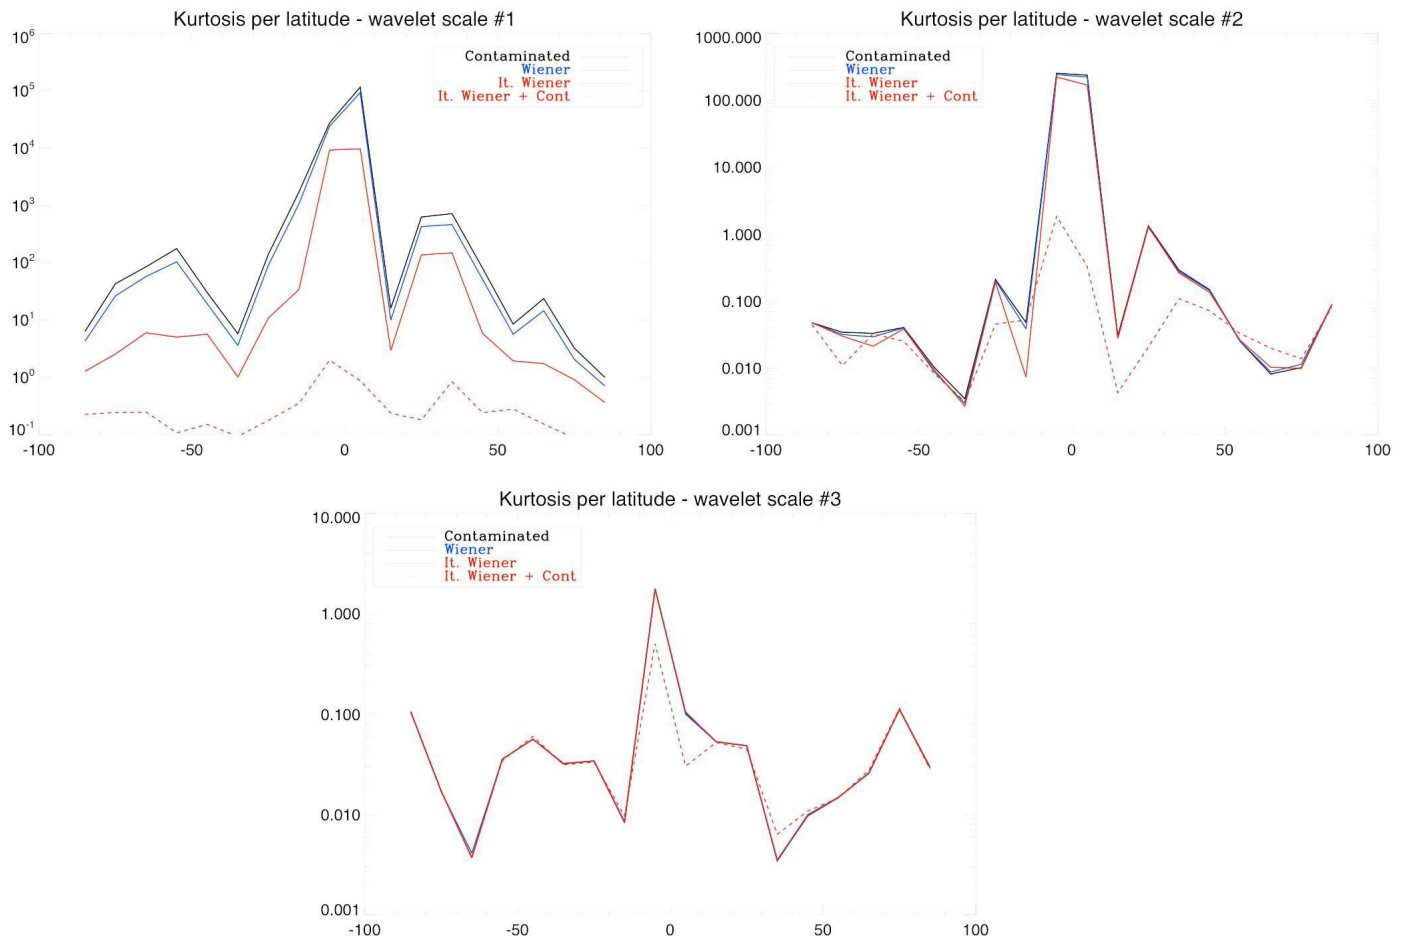 Kurtosis per latitude - wavelet scale #1
10^6
10^5
10^4
10^3
10^2
10^1
10^0
10^-1
Contaminated
Wiener
It. Wiener
It. Wiener + Cont
-100
-50
0
50
100
Kurtosis per latitude - wavelet scale #2
1000.000
100.000
10.000
1.000
0.100
0.010
0.001
Contaminated
Wiener
It. Wiener
It. Wiener + Cont
-100
-50
0
50
100
Kurtosis per latitude - wavelet scale #3
10.000
1.000
0.100
0.010
0.001
Contaminated
Wiener
It. Wiener
It. Wiener + Cont
-100
-50
0
50
100